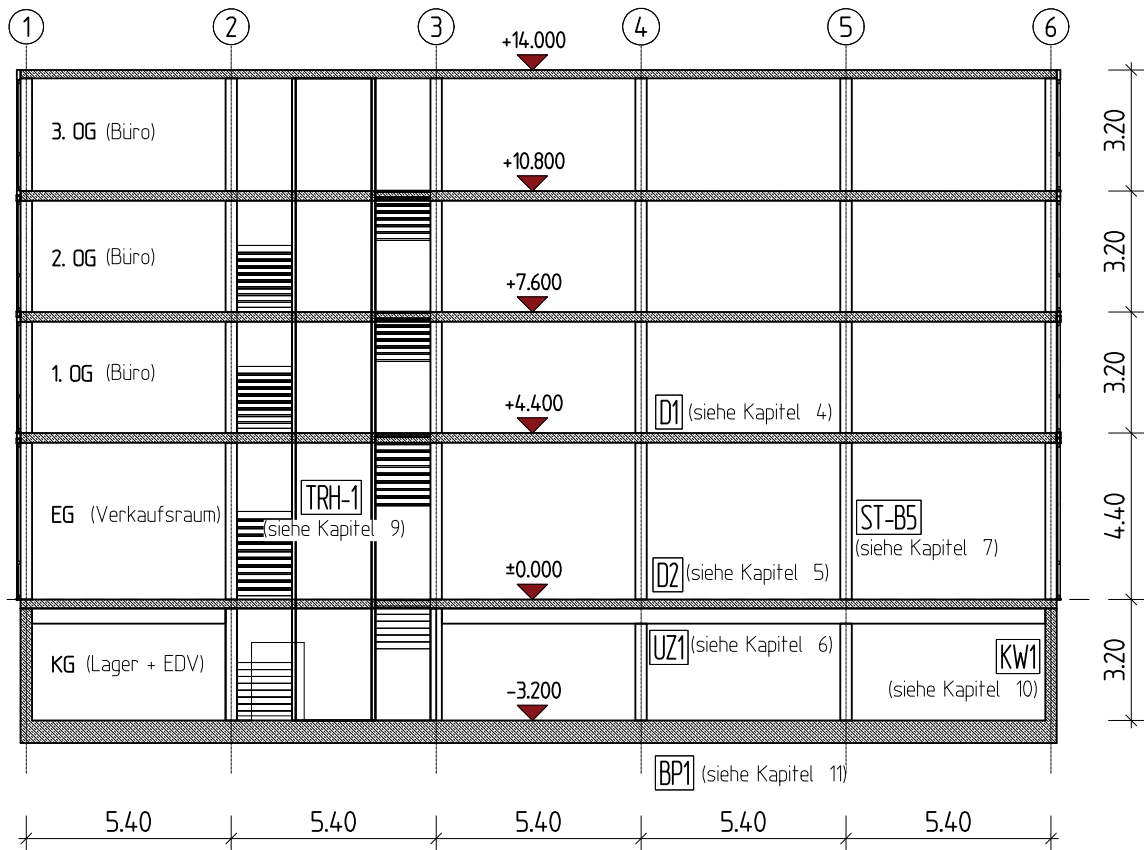 1 2 3 4 5 6
+14.000
3. OG (Büro)
3.20
+10.800
2. OG (Büro)
3.20
+7.600
1. OG (Büro)
3.20
+4.400
D1 (siehe Kapitel 4)
EG (Verkaufsraum)
TRH-1
(siehe Kapitel 9)
ST-B5
(siehe Kapitel 7)
4.40
±0.000
D2 (siehe Kapitel 5)
UZ1 (siehe Kapitel 6)
KG (Lager + EDV)
KW1
(siehe Kapitel 10)
3.20
-3.200
BP1 (siehe Kapitel 11)
5.40 5.40 5.40 5.40 5.40